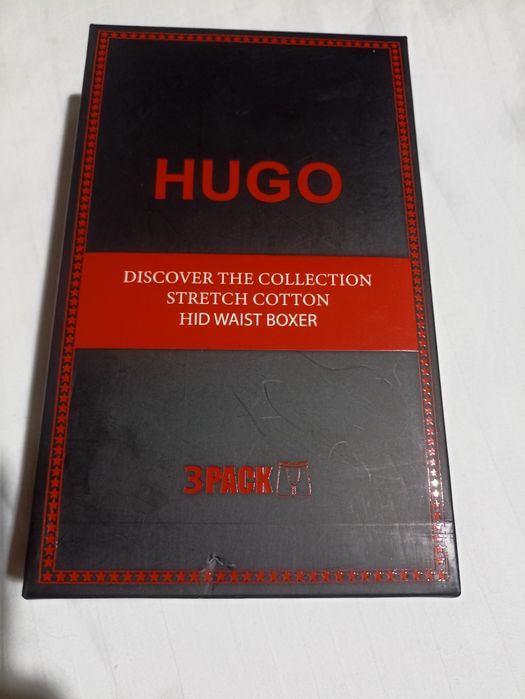 HUGO
DISCOVER THE COLLECTION
STRETCH COTTON
HID WAIST BOXER
3PACK